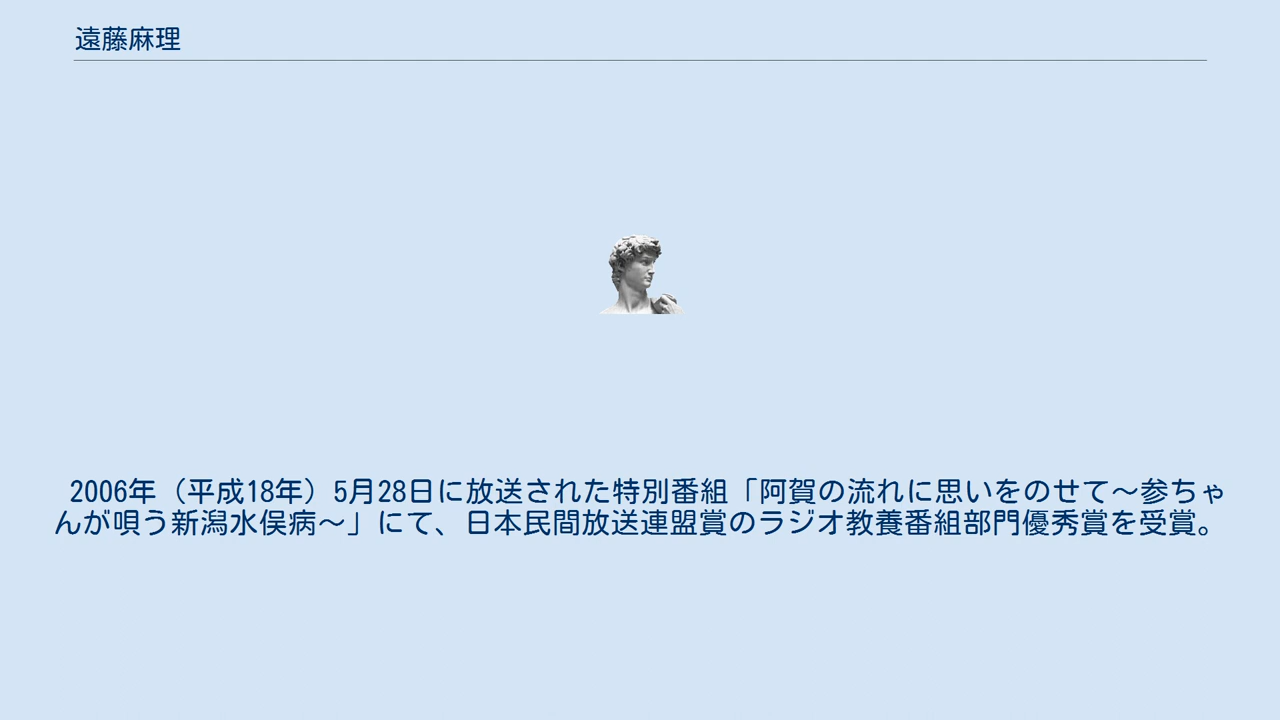 遠藤麻理
2006年（平成18年）5月28日に放送された特別番組「阿賀の流れに思いをのせて～参ちゃ
んが唄う新潟水俣病～」にて、日本民間放送連盟賞のラジオ教養番組部門優秀賞を受賞。